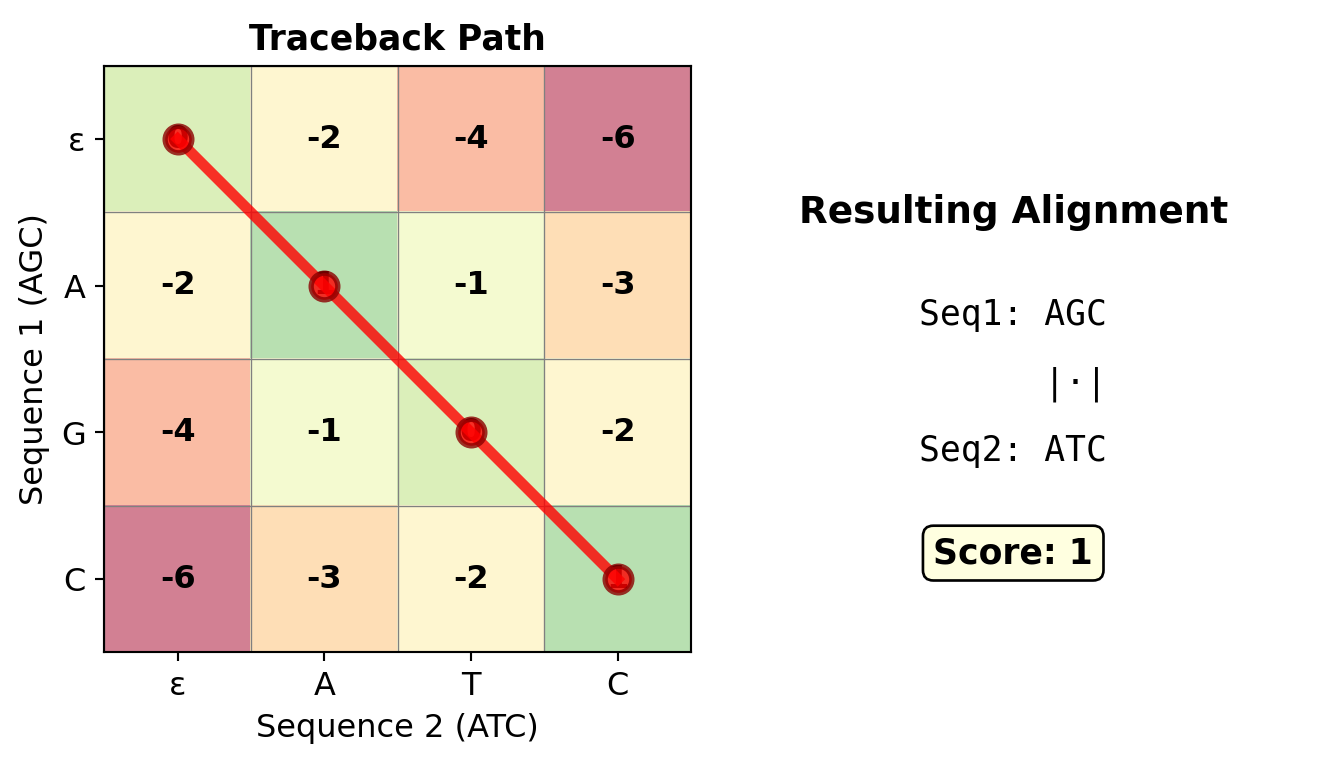 Traceback Path
ε -2 -4 -6
A -2 -1 -3
G -4 -1 -2
C -6 -3 -2
ε A T C
Sequence 2 (ATC)
Sequence 1 (AGC)
Resulting Alignment
Seq1: AGC
|·|
Seq2: ATC
Score: 1